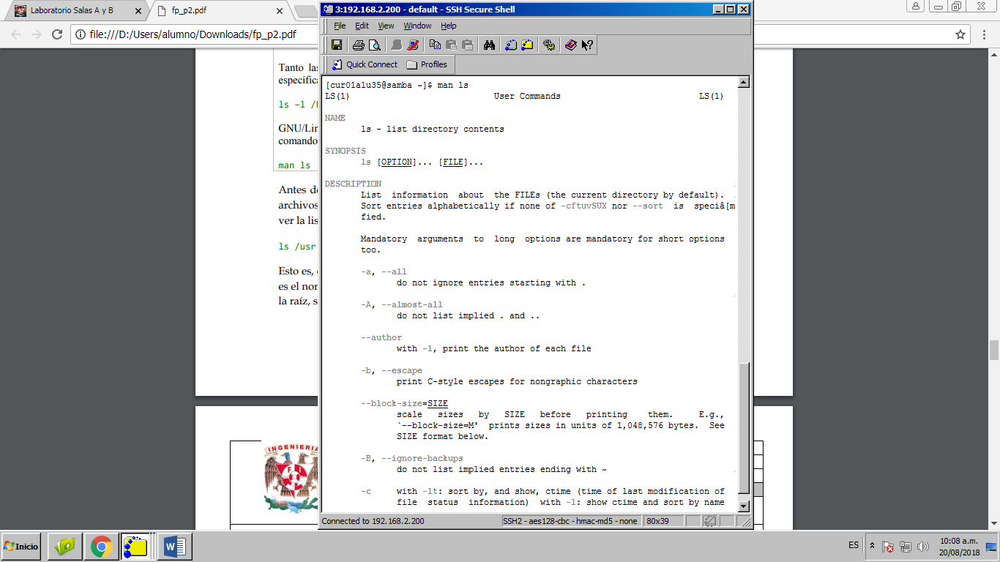 Laboratorio Salas A y B
fp_p2.pdf
file:///D:/Users/alumno/Downloads/fp_p2.pdf
3:192.168.2.200 - default - SSH Secure Shell
File Edit View Window Help
Quick Connect Profiles
[cur01alu35@samba ~]$ man ls
LS(1) User Commands LS(1)
NAME
ls - list directory contents
SYNOPSIS
ls [OPTION]... [FILE]...
DESCRIPTION
List information about the FILEs (the current directory by default).
Sort entries alphabetically if none of -cftuvSUX nor --sort is speciâ[m
fied.
Mandatory arguments to long options are mandatory for short options
too.
-a, --all
do not ignore entries starting with .
-A, --almost-all
do not list implied . and ..
--author
with -l, print the author of each file
-b, --escape
print C-style escapes for nongraphic characters
--block-size=SIZE
scale sizes by SIZE before printing them. E.g.,
`--block-size=M' prints sizes in units of 1,048,576 bytes. See
SIZE format below.
-B, --ignore-backups
do not list implied entries ending with ~
-c with -lt: sort by, and show, ctime (time of last modification of
file status information) with -l: show ctime and sort by name
Connected to 192.168.2.200
SSH2 - aes128-cbc - hmac-md5 - none
80x39
Tanto las
específica
ls -l /
GNU/Lin
comando
man ls
Antes de
archivos
ver la lis
ls /usr
Esto es,
es el nor
la raíz, s
INGENIERIA
Inicio
ES
10:08 a.m.
20/08/2018